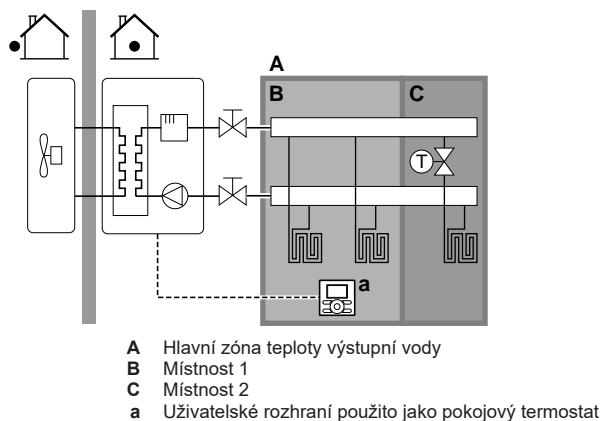 A
B C
T
a
A Hlavní zóna teploty výstupní vody
B Místnost 1
C Místnost 2
a Uživatelské rozhraní použito jako pokojový termostat